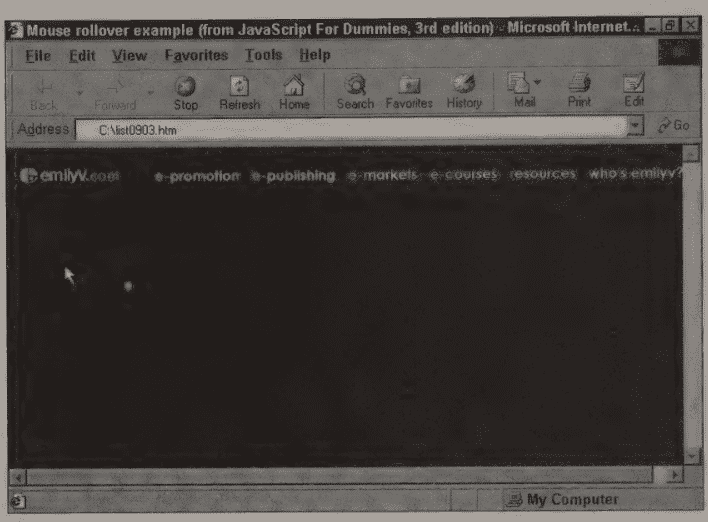 Mouse rollover example (from JavaScript For Dummies, 3rd edition) - Microsoft Internet...
File Edit View Favorites Tools Help
Back Forward Stop Refresh Home Search Favorites History Mail Print Edit
Address C:\list0903.htm Go
emilyv.com e-promotion e-publishing e-markets e-courses resources who's emilyv?
My Computer